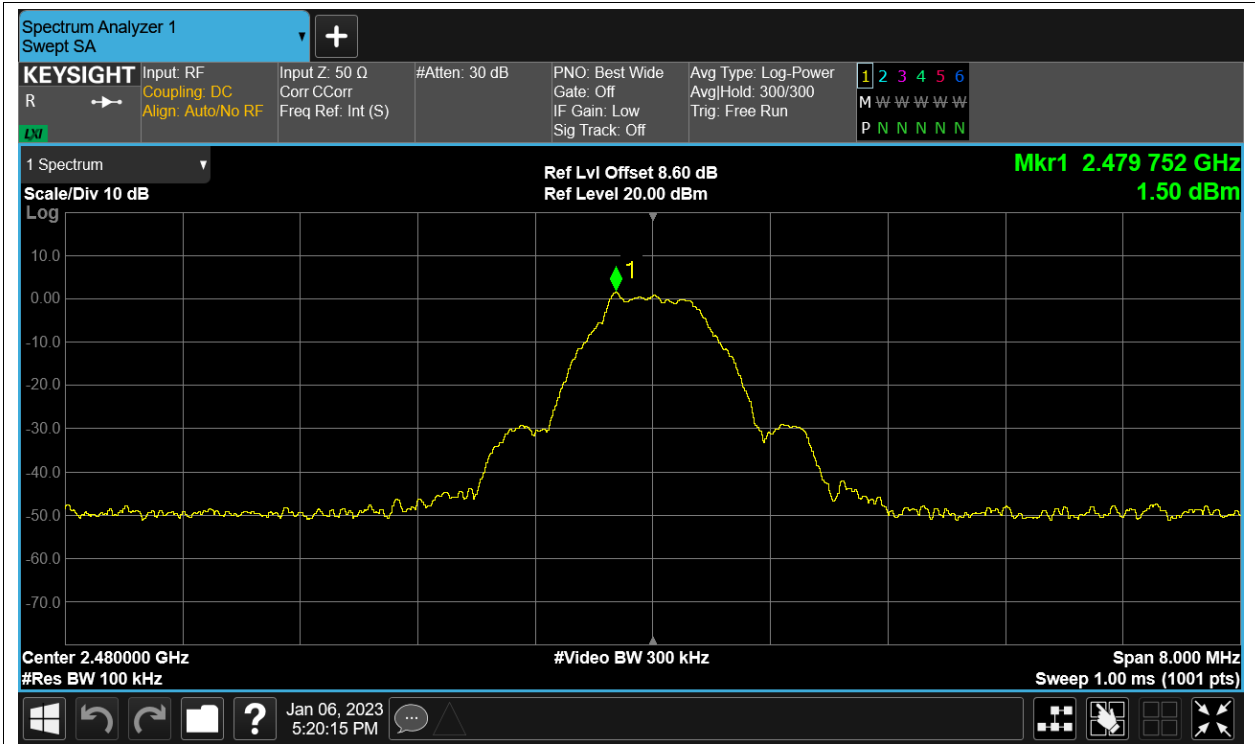 Spectrum Analyzer 1
Swept SA
+
KEYSIGHT
R
LXI
Input: RF
Coupling: DC
Align: Auto/No RF
Input Z: 50 Ω
Corr CCorr
Freq Ref: Int (S)
#Atten: 30 dB
PNO: Best Wide
Gate: Off
IF Gain: Low
Sig Track: Off
Avg Type: Log-Power
Avg|Hold: 300/300
Trig: Free Run
1 2 3 4 5 6
M W W W W W
P N N N N N
1 Spectrum
Scale/Div 10 dB
Log
Ref Lvl Offset 8.60 dB
Ref Level 20.00 dBm
Mkr1 2.479 752 GHz
1.50 dBm
10.0
0.00
-10.0
-20.0
-30.0
-40.0
-50.0
-60.0
-70.0
1
Center 2.480000 GHz
#Res BW 100 kHz
#Video BW 300 kHz
Span 8.000 MHz
Sweep 1.00 ms (1001 pts)
?
Jan 06, 2023
5:20:15 PM